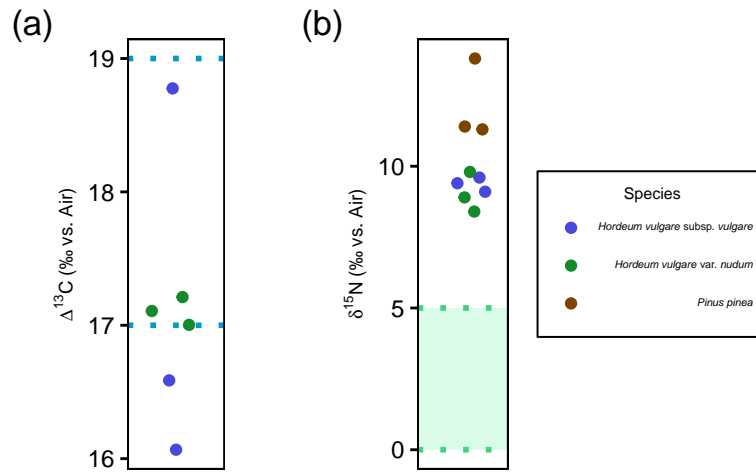 (a)
19
18
17
16
Δ¹³C (‰ vs. Air)
(b)
10
5
0
δ¹⁵N (‰ vs. Air)
Species
Hordeum vulgare subsp. vulgare
Hordeum vulgare var. nudum
Pinus pinea